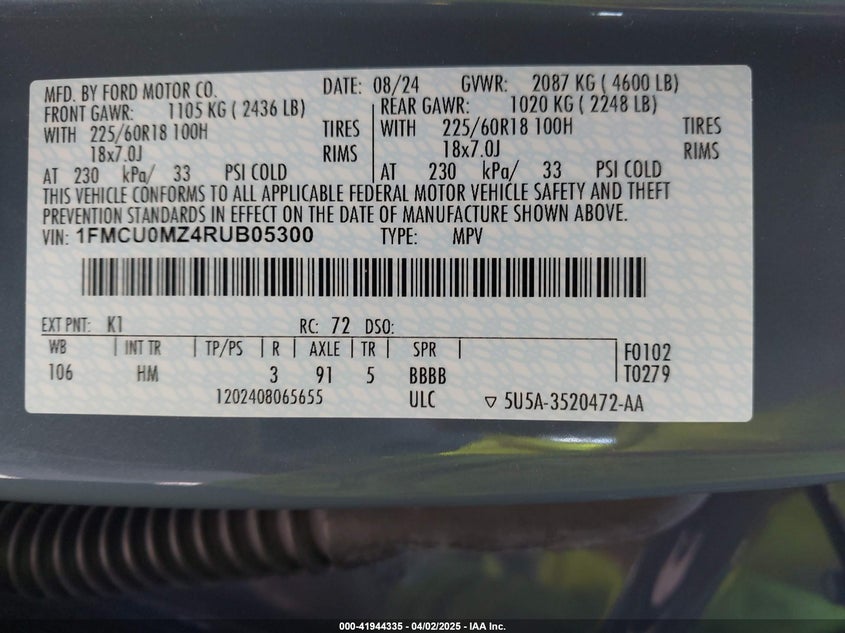 MFD. BY FORD MOTOR CO. DATE: 08/24 GVWR: 2087 KG ( 4600 LB)
FRONT GAWR: 1105 KG ( 2436 LB) REAR GAWR: 1020 KG ( 2248 LB)
WITH 225/60R18 100H TIRES WITH 225/60R18 100H TIRES
18x7.0J RIMS 18x7.0J RIMS
AT 230 kPa/ 33 PSI COLD AT 230 kPa/ 33 PSI COLD
THIS VEHICLE CONFORMS TO ALL APPLICABLE FEDERAL MOTOR VEHICLE SAFETY AND THEFT
PREVENTION STANDARDS IN EFFECT ON THE DATE OF MANUFACTURE SHOWN ABOVE.
VIN: 1FMCU0MZ4RUB05300 TYPE: MPV
EXT PNT: K1 RC: 72 DSO:
WB INT TR TP/PS R AXLE TR SPR F0102
106 HM 3 91 5 BBBB T0279
1202408065655 ULC ▽ 5U5A-3520472-AA
000-41944335 04/02/2025 - IAA Inc.